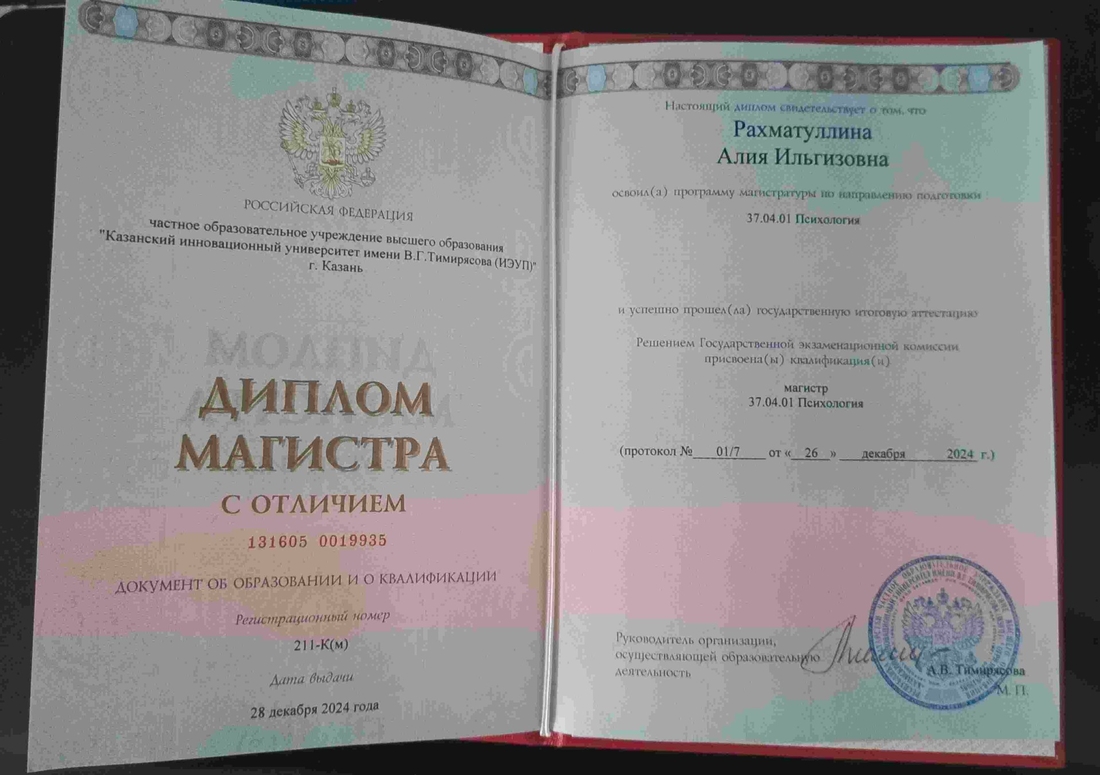 РОССИЙСКАЯ ФЕДЕРАЦИЯ
частное образовательное учреждение высшего образования
"Казанский инновационный университет имени В.Г.Тимирясова (ИЭУП)"
г. Казань
ДИПЛОМ
МАГИСТРА
С ОТЛИЧИЕМ
131605 0019935
ДОКУМЕНТ ОБ ОБРАЗОВАНИИ И О КВАЛИФИКАЦИИ
Регистрационный номер
211-К(м)
Дата выдачи
28 декабря 2024 года
Настоящий диплом свидетельствует о том, что
Рахматуллина
Алия Ильгизовна
освоил(а) программу магистратуры по направлению подготовки
37.04.01 Психология
и успешно прошел(ла) государственную итоговую аттестацию
Решением Государственной экзаменационной комиссии
присвоена(ы) квалификация(и)
магистр
37.04.01 Психология
(протокол № 01/7 от « 26 » декабря 2024 г.)
Руководитель организации,
осуществляющей образовательную
деятельность
А.В. Тимирясова
М. П.